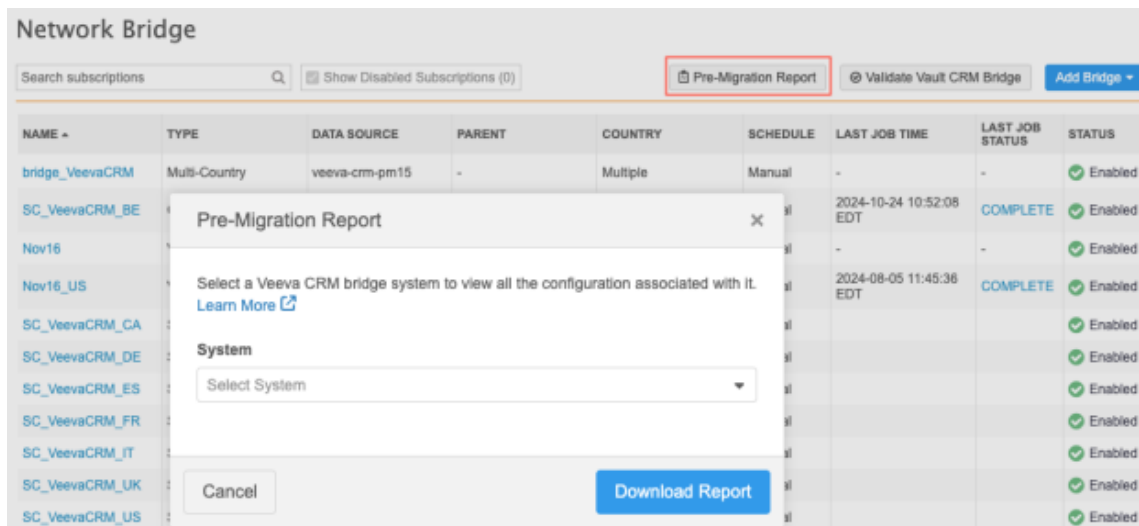 Network Bridge
Search subscriptions
Show Disabled Subscriptions (0)
Pre-Migration Report
Validate Vault CRM Bridge
Add Bridge
NAME TYPE DATA SOURCE PARENT COUNTRY SCHEDULE LAST JOB TIME LAST JOB STATUS STATUS
bridge_VeevaCRM Multi-Country veeva-crm-pm15 - Multiple Manual - - Enabled
SC_VeevaCRM_BE 2024-10-24 10:52:08 EDT COMPLETE Enabled
Nov16 - - Enabled
Nov16_US 2024-08-05 11:45:36 EDT COMPLETE Enabled
SC_VeevaCRM_CA Enabled
SC_VeevaCRM_DE Enabled
SC_VeevaCRM_ES Enabled
SC_VeevaCRM_FR Enabled
SC_VeevaCRM_IT Enabled
SC_VeevaCRM_UK Enabled
SC_VeevaCRM_US Enabled
Pre-Migration Report
Select a Veeva CRM bridge system to view all the configuration associated with it.
Learn More
System
Select System
Cancel
Download Report